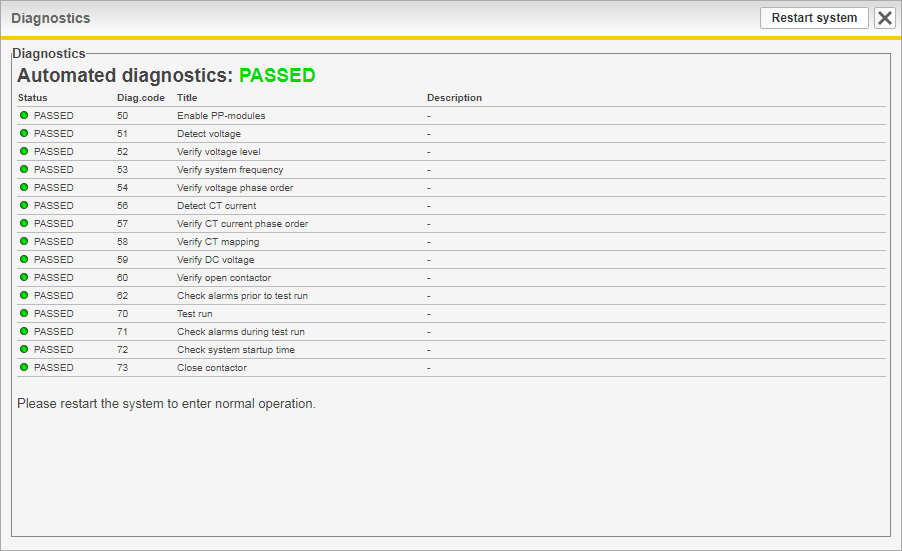 Diagnostics
Restart system
Diagnostics
Automated diagnostics: PASSED
Status Diag.code Title Description
PASSED 50 Enable PP-modules -
PASSED 51 Detect voltage -
PASSED 52 Verify voltage level -
PASSED 53 Verify system frequency -
PASSED 54 Verify voltage phase order -
PASSED 56 Detect CT current -
PASSED 57 Verify CT current phase order -
PASSED 58 Verify CT mapping -
PASSED 59 Verify DC voltage -
PASSED 60 Verify open contactor -
PASSED 62 Check alarms prior to test run -
PASSED 70 Test run -
PASSED 71 Check alarms during test run -
PASSED 72 Check system startup time -
PASSED 73 Close contactor -
Please restart the system to enter normal operation.